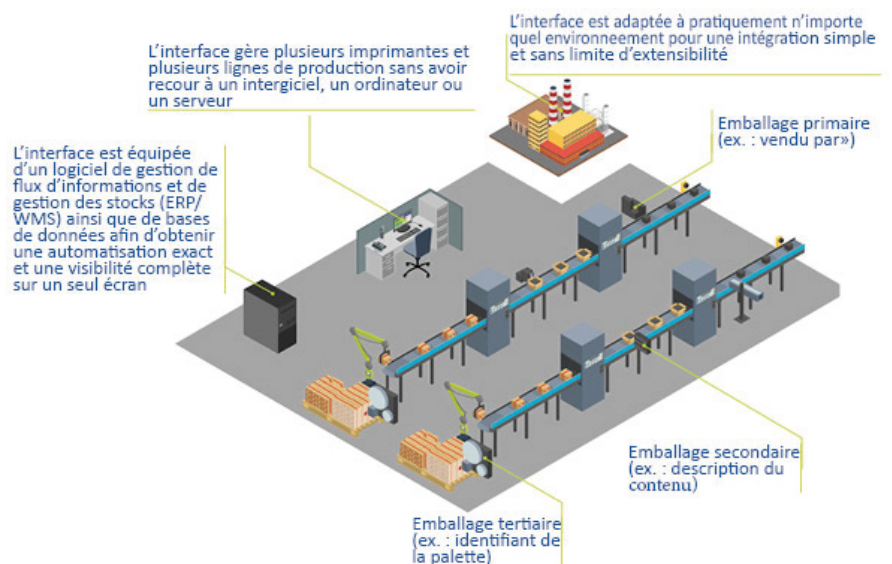 L'interface est adaptée à pratiquement n'importe
quel environneement pour une intégration simple
et sans limite d'extensibilité
L'interface gère plusieurs imprimantes et
plusieurs lignes de production sans avoir
recour à un intergiciel, un ordinateur ou
un serveur
Emballage primaire
(ex. : vendu par»)
L'interface est équipée
d'un logiciel de gestion de
flux d'informations et de
gestion des stocks (ERP/
WMS) ainsi que de bases
de données afin d'obtenir
une automatisation exact
et une visibilité complète
sur un seul écran
Emballage secondaire
(ex. : description du
contenu)
Emballage tertiaire
(ex. : identifiant de
la palette)